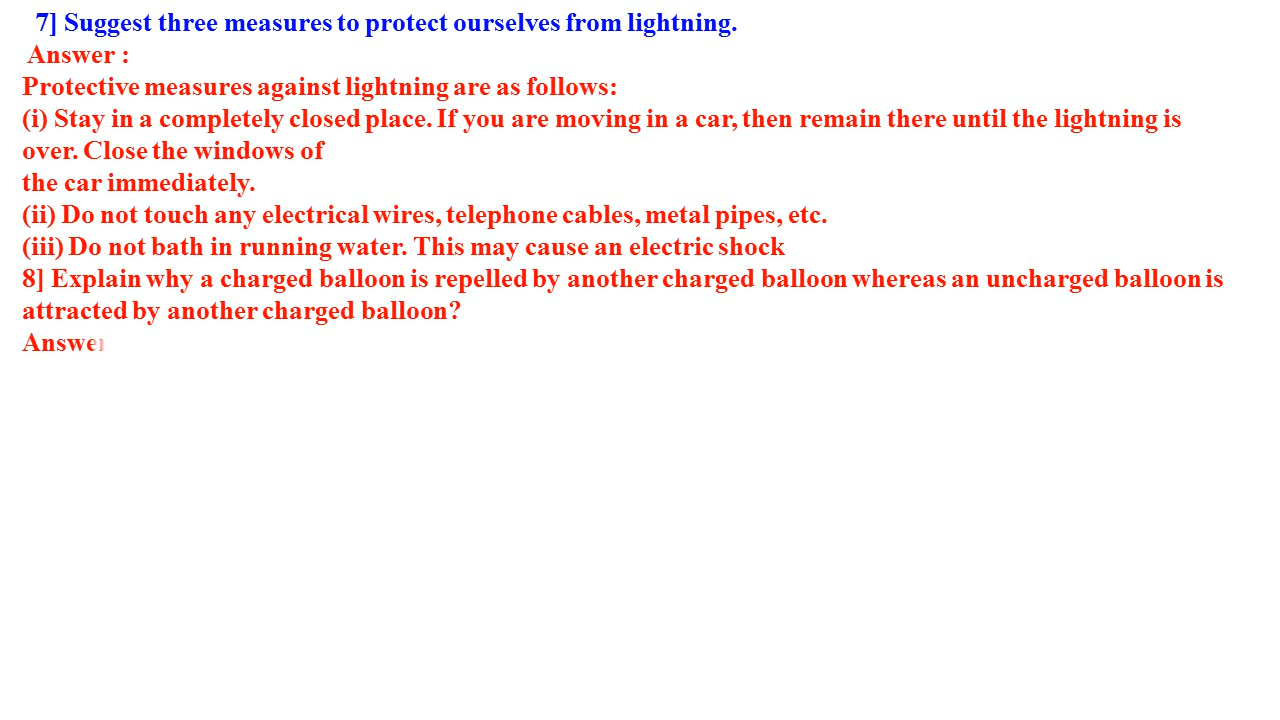 7] Suggest three measures to protect ourselves from lightning.
Answer :
Protective measures against lightning are as follows:
(i) Stay in a completely closed place. If you are moving in a car, then remain there until the lightning is
over. Close the windows of
the car immediately.
(ii) Do not touch any electrical wires, telephone cables, metal pipes, etc.
(iii) Do not bath in running water. This may cause an electric shock
8] Explain why a charged balloon is repelled by another charged balloon whereas an uncharged balloon is
attracted by another charged balloon?
Answer